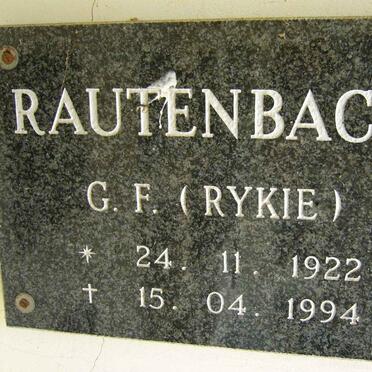 RAUTENBAC
G. F. (RYKIE)
* 24. 11. 1922
† 15. 04. 1994